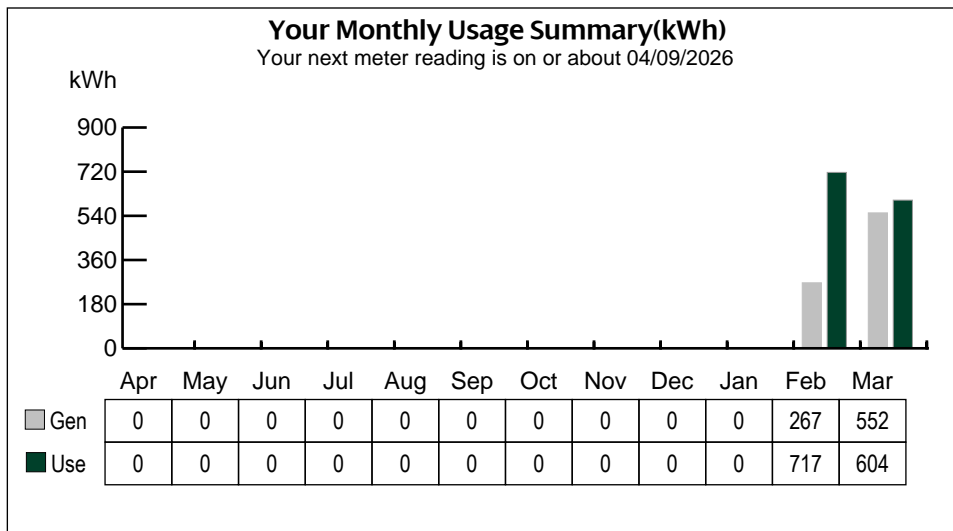 Your Monthly Usage Summary(kWh)
Your next meter reading is on or about 04/09/2026
kWh
900
720
540
360
180
0
Apr May Jun Jul Aug Sep Oct Nov Dec Jan Feb Mar
Gen 0 0 0 0 0 0 0 0 0 0 267 552
Use 0 0 0 0 0 0 0 0 0 0 717 604